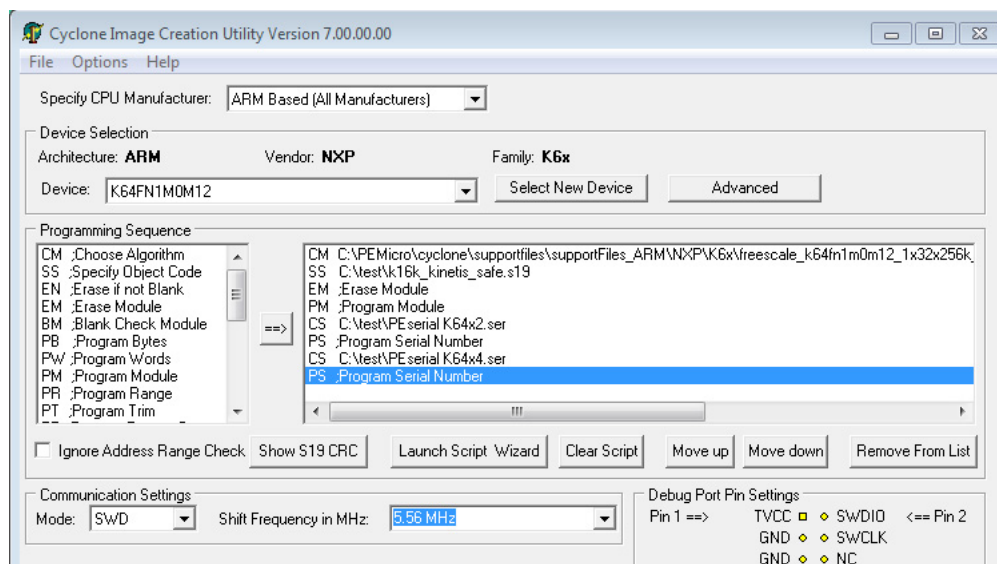 Cyclone Image Creation Utility Version 7.00.00.00
File Options Help
Specify CPU Manufacturer: ARM Based (All Manufacturers)
Device Selection
Architecture: ARM Vendor: NXP Family: K6x
Device: K64FN1M0M12 Select New Device Advanced
Programming Sequence
CM ;Choose Algorithm
SS ;Specify Object Code
EN ;Erase if not Blank
EM ;Erase Module
BM ;Blank Check Module
PB ;Program Bytes
PW ;Program Words
PM ;Program Module
PR ;Program Range
PT ;Program Trim
==>
CM C:\PEMicro\cyclone\supportfiles\supportFiles_ARM\NXP\K6x\freescale_k64fn1m0m12_1x32x256k_
SS C:\test\k16k_kinetis_safe.s19
EM ;Erase Module
PM ;Program Module
CS C:\test\PEserial K64x2.ser
PS ;Program Serial Number
CS C:\test\PEserial K64x4.ser
PS ;Program Serial Number
Ignore Address Range Check Show S19 CRC Launch Script Wizard Clear Script Move up Move down Remove From List
Communication Settings
Mode: SWD Shift Frequency in MHz: 5.56 MHz
Debug Port Pin Settings
Pin 1 ==> TVCC SWDIO <== Pin 2
GND SWCLK
GND NC